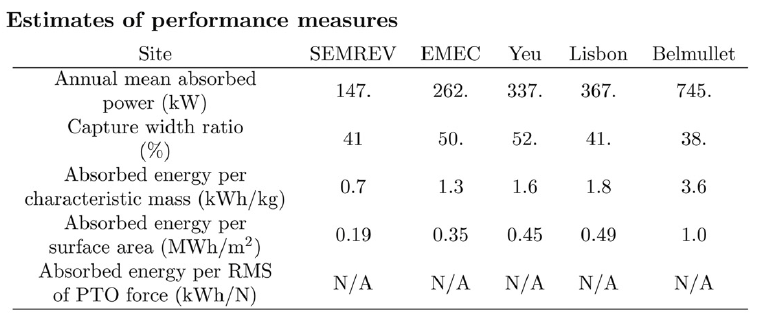 Estimates of performance measures
Site SEMREV EMEC Yeu Lisbon Belmullet
Annual mean absorbed
power (kW) 147. 262. 337. 367. 745.
Capture width ratio
(%) 41 50. 52. 41. 38.
Absorbed energy per
characteristic mass (kWh/kg) 0.7 1.3 1.6 1.8 3.6
Absorbed energy per
surface area (MWh/m²) 0.19 0.35 0.45 0.49 1.0
Absorbed energy per RMS
of PTO force (kWh/N) N/A N/A N/A N/A N/A